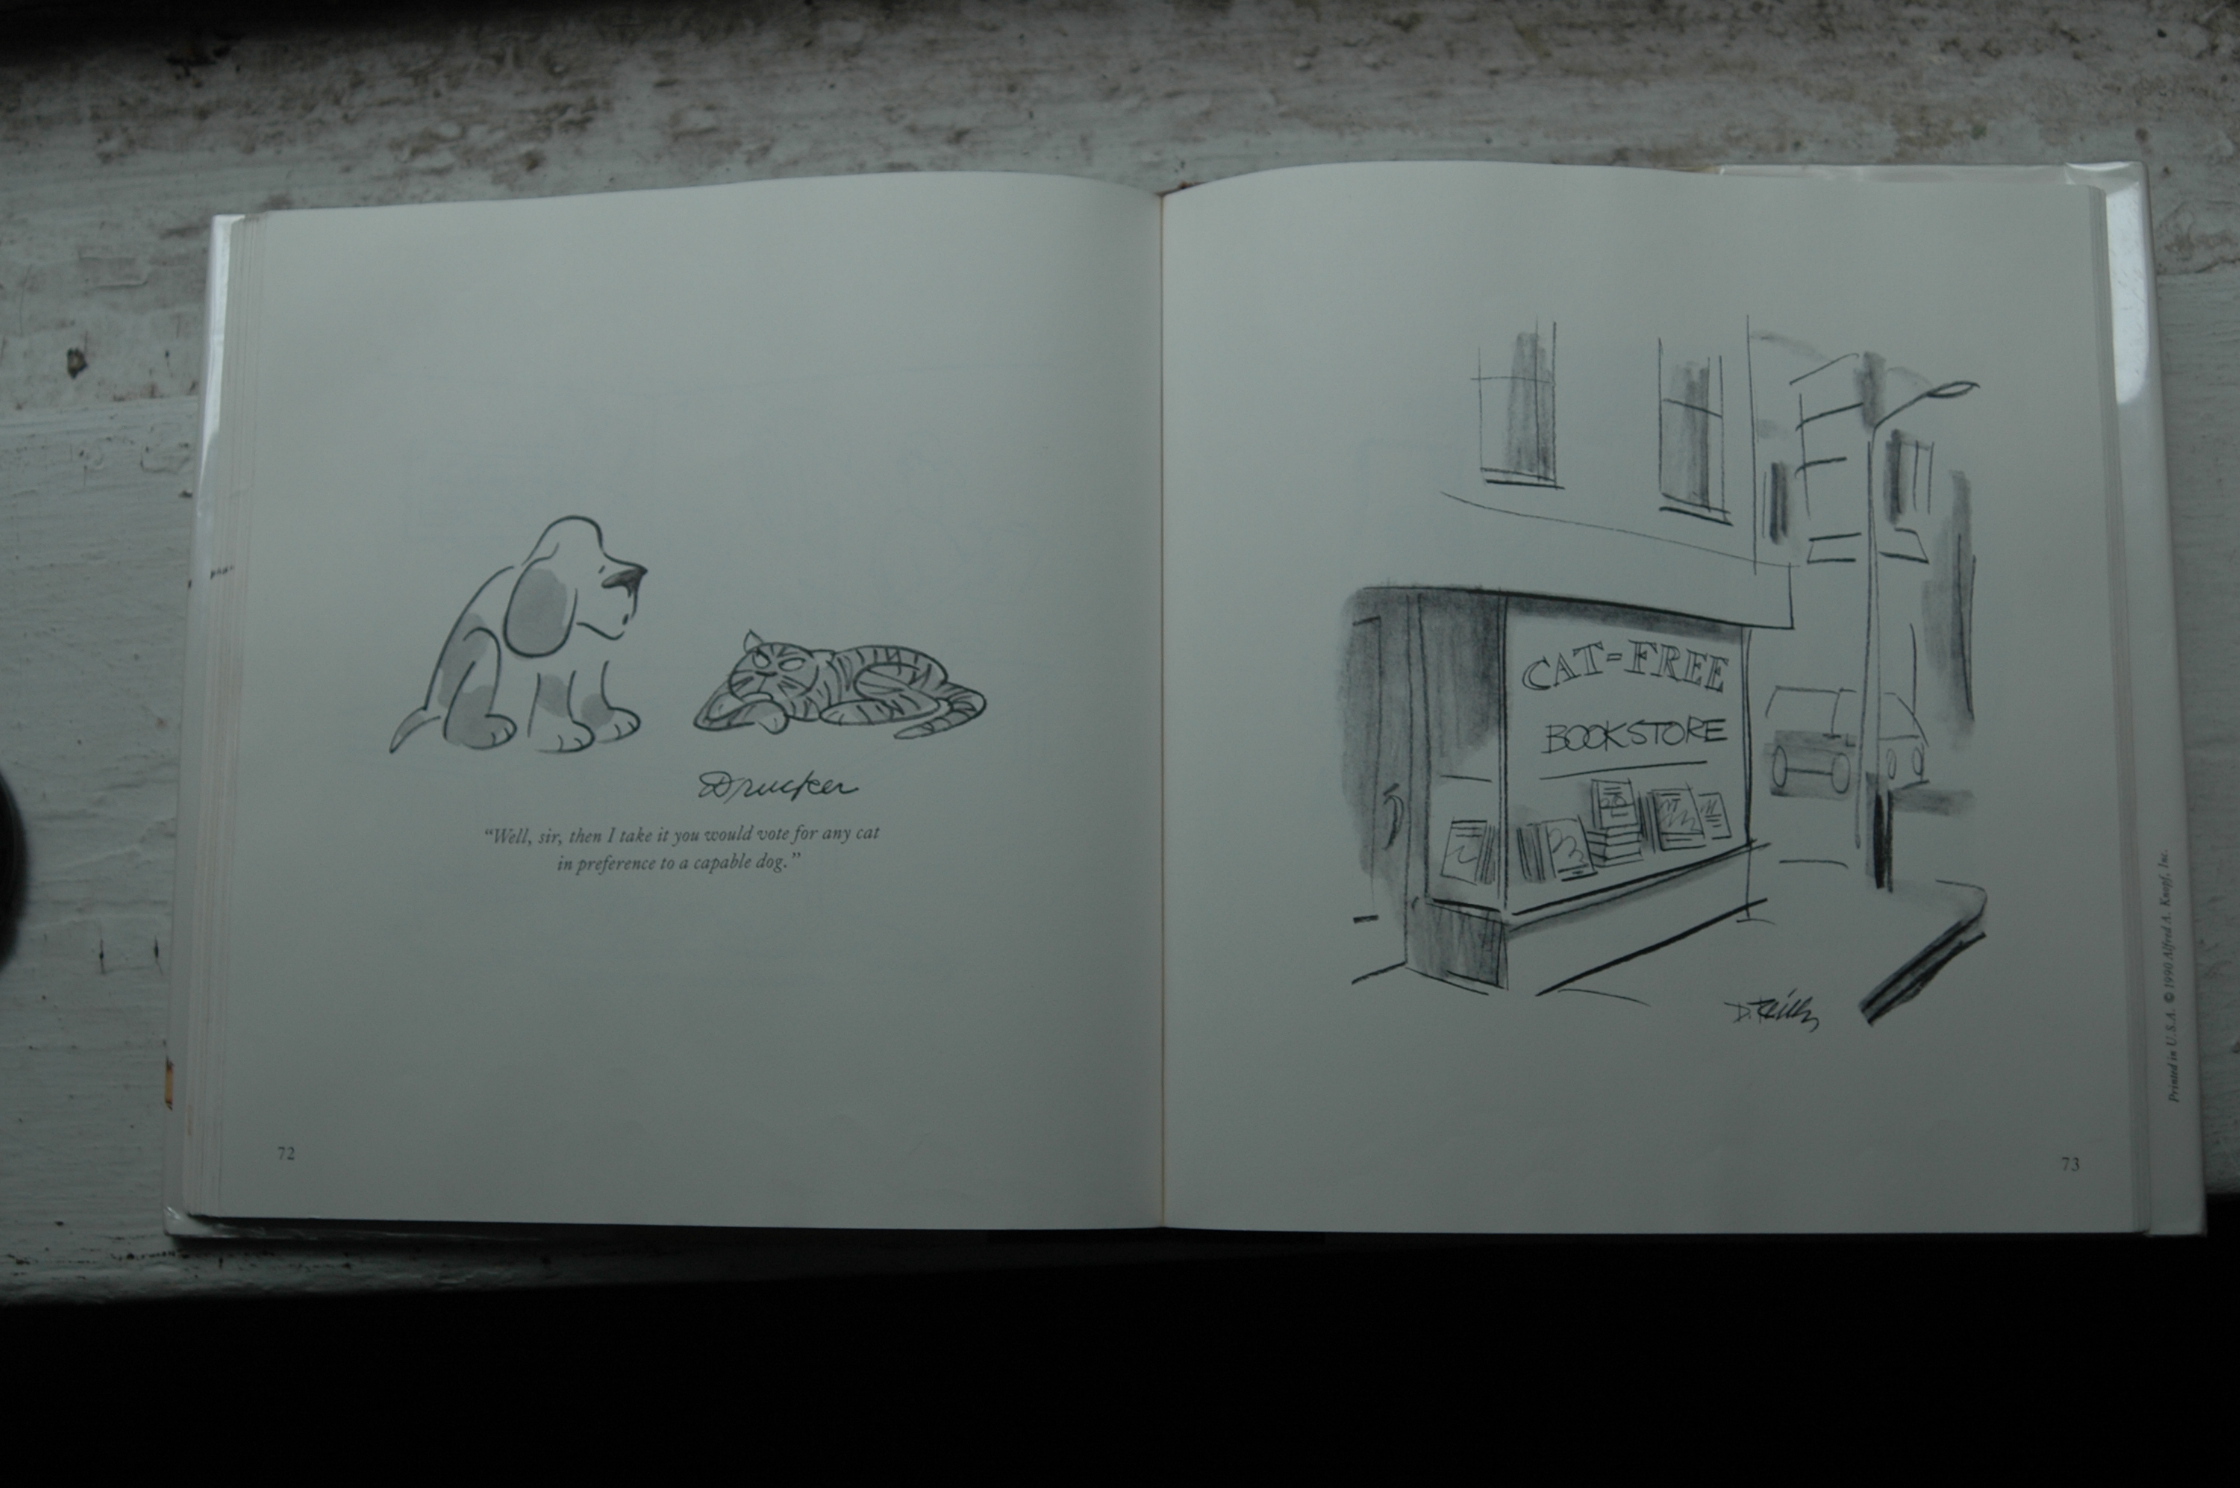 Drucker
“Well, sir, then I take it you would vote for any cat
in preference to a capable dog.”
72
CAT-FREE
BOOKSTORE
D. Reilly
73
Printed in U.S.A. © 1990 Alfred A. Knopf, Inc.